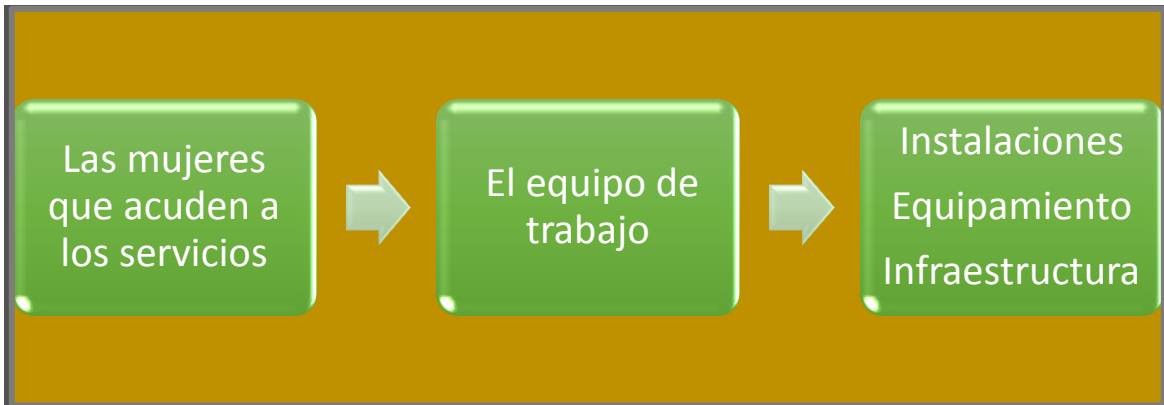 Las mujeres
que acuden a
los servicios
El equipo de
trabajo
Instalaciones
Equipamiento
Infraestructura